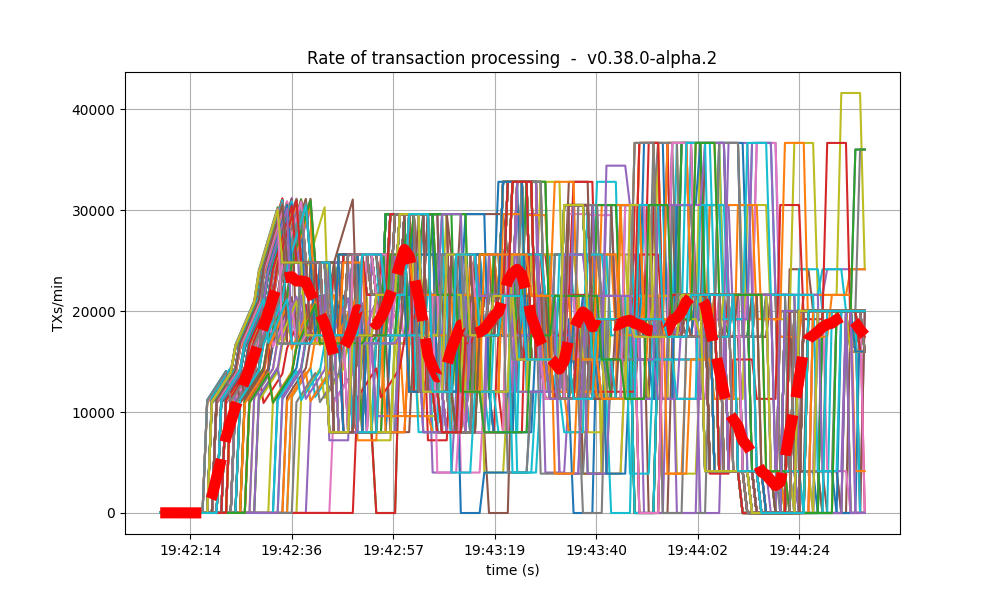 Rate of transaction processing  -  v0.38.0-alpha.2
TXs/min
40000
30000
20000
10000
0
19:42:14 19:42:36 19:42:57 19:43:19 19:43:40 19:44:02 19:44:24
time (s)